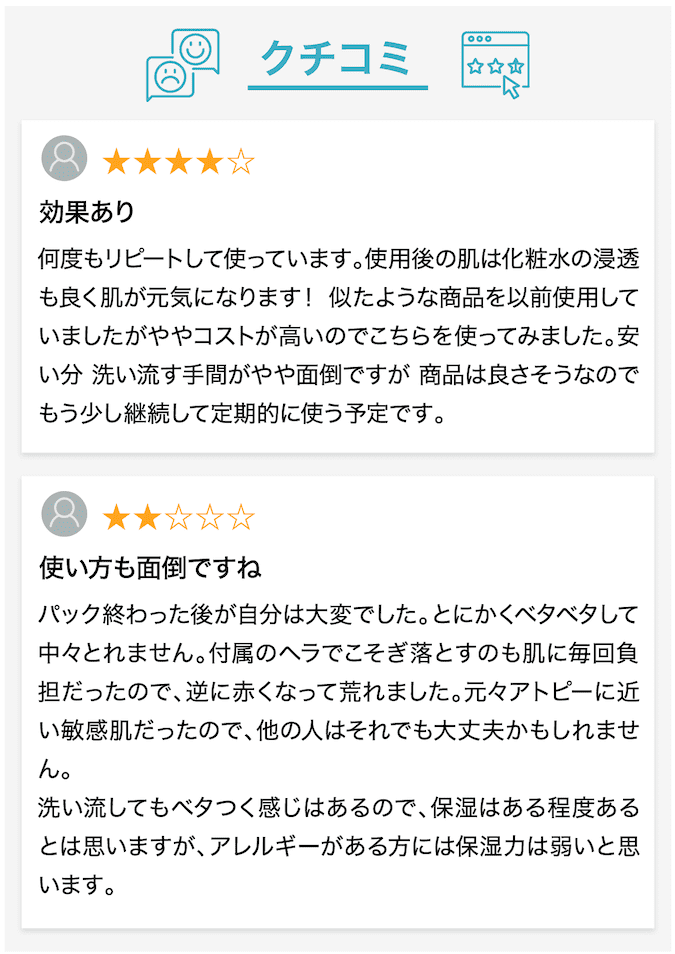 クチコミ
★★★★☆
効果あり
何度もリピートして使っています。使用後の肌は化粧水の浸透
も良く肌が元気になります！ 似たような商品を以前使用して
いましたがややコストが高いのでこちらを使ってみました。安
い分 洗い流す手間がやや面倒ですが 商品は良さそうなので
もう少し継続して定期的に使う予定です。
★★☆☆☆
使い方も面倒ですね
パック終わった後が自分は大変でした。とにかくベタベタして
中々とれません。付属のヘラでこそぎ落とすのも肌に毎回負
担だったので、逆に赤くなって荒れました。元々アトピーに近
い敏感肌だったので、他の人はそれでも大丈夫かもしれませ
ん。
洗い流してもベタつく感じはあるので、保湿はある程度ある
とは思いますが、アレルギーがある方には保湿力は弱いと思
います。